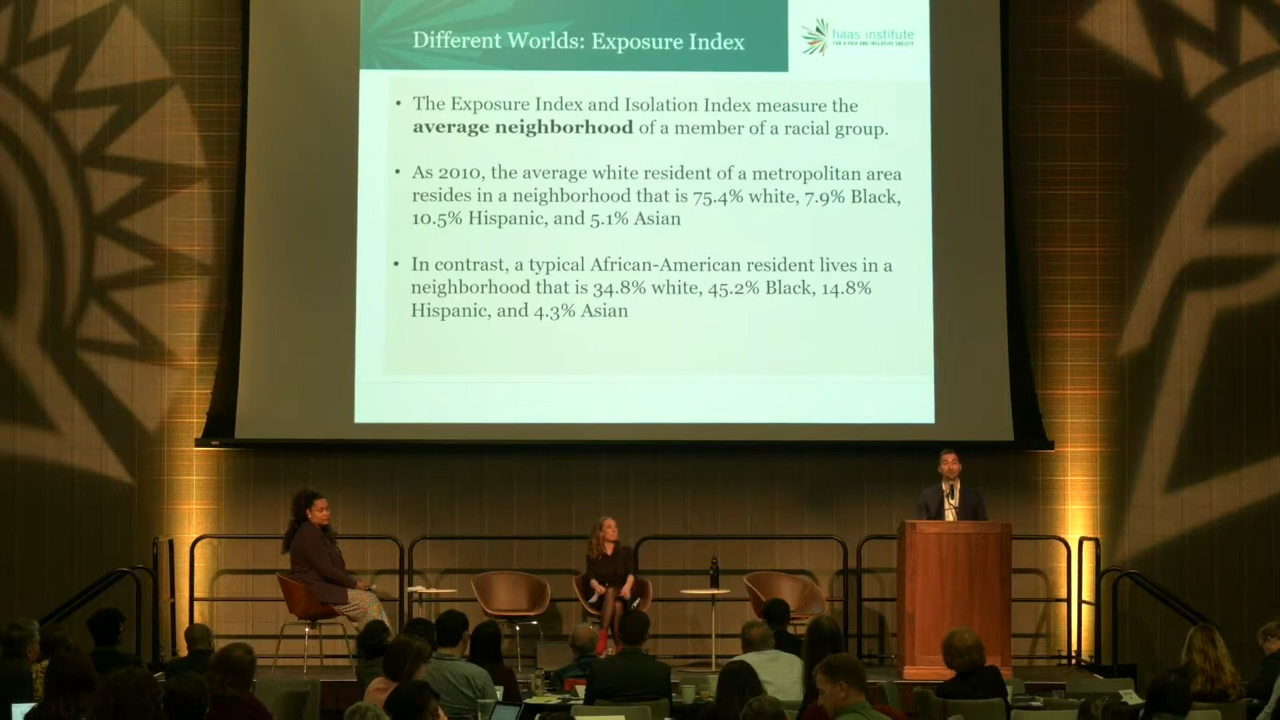 Different Worlds: Exposure Index
haas institute
FOR A FAIR AND INCLUSIVE SOCIETY
• The Exposure Index and Isolation Index measure the
average neighborhood of a member of a racial group.
• As 2010, the average white resident of a metropolitan area
resides in a neighborhood that is 75.4% white, 7.9% Black,
10.5% Hispanic, and 5.1% Asian
• In contrast, a typical African-American resident lives in a
neighborhood that is 34.8% white, 45.2% Black, 14.8%
Hispanic, and 4.3% Asian